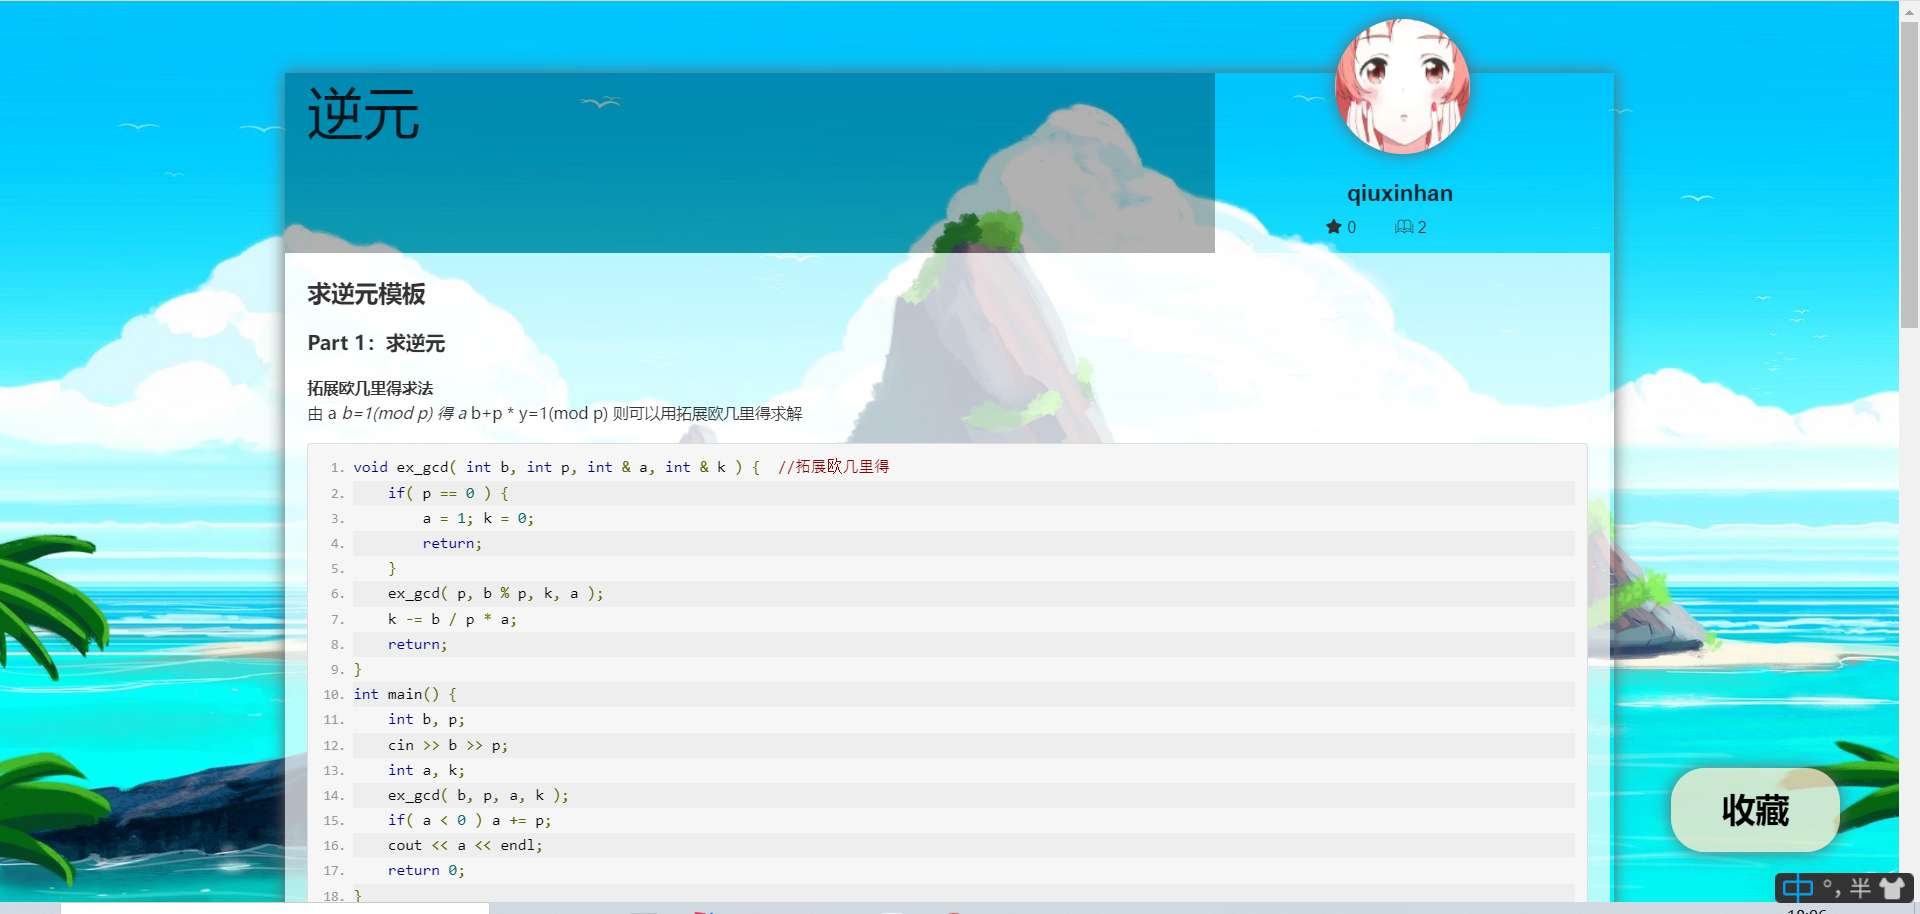 逆元
qiuxinhan
0 2
求逆元模板
Part 1：求逆元
拓展欧几里得求法
由 a b=1(mod p) 得 a b+p * y=1(mod p) 则可以用拓展欧几里得求解
1. void ex_gcd( int b, int p, int & a, int & k ) {  //拓展欧几里得
2.     if( p == 0 ) {
3.         a = 1; k = 0;
4.         return;
5.     }
6.     ex_gcd( p, b % p, k, a );
7.     k -= b / p * a;
8.     return;
9. }
10. int main() {
11.     int b, p;
12.     cin >> b >> p;
13.     int a, k;
14.     ex_gcd( b, p, a, k );
15.     if( a < 0 ) a += p;
16.     cout << a << endl;
17.     return 0;
18. }
收藏
中 °, 半